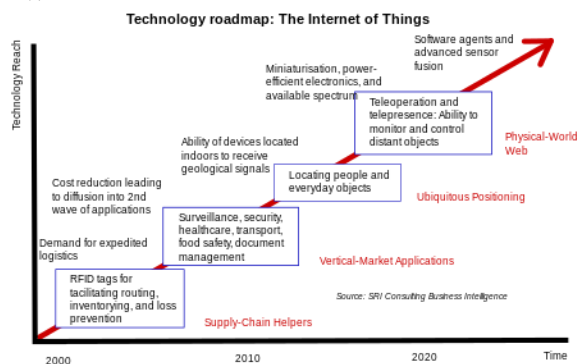 Technology roadmap: The Internet of Things
Technology Reach
Software agents and
advanced sensor
fusion
Miniaturisation, power-
efficient electronics, and
available spectrum
Teleoperation and
telepresence: Ability to
monitor and control
distant objects
Physical-World
Web
Ability of devices located
indoors to receive
geological signals
Locating people and
everyday objects
Ubiquitous Positioning
Cost reduction leading
to diffusion into 2nd
wave of applications
Surveillance, security,
healthcare, transport,
food safety, document
management
Vertical-Market Applications
Demand for expedited
logistics
RFID tags for
tacilitating routing,
inventorying, and loss
prevention
Supply-Chain Helpers
Source: SRI Consulting Business Intelligence
2000
2010
2020
Time